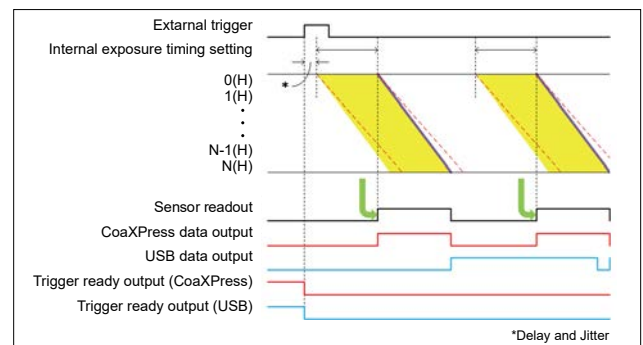 Extarnal trigger
Internal exposure timing setting
*
0(H)
1(H)
•
•
•
N-1(H)
N(H)
Sensor readout
CoaXPress data output
USB data output
Trigger ready output (CoaXPress)
Trigger ready output (USB)
*Delay and Jitter